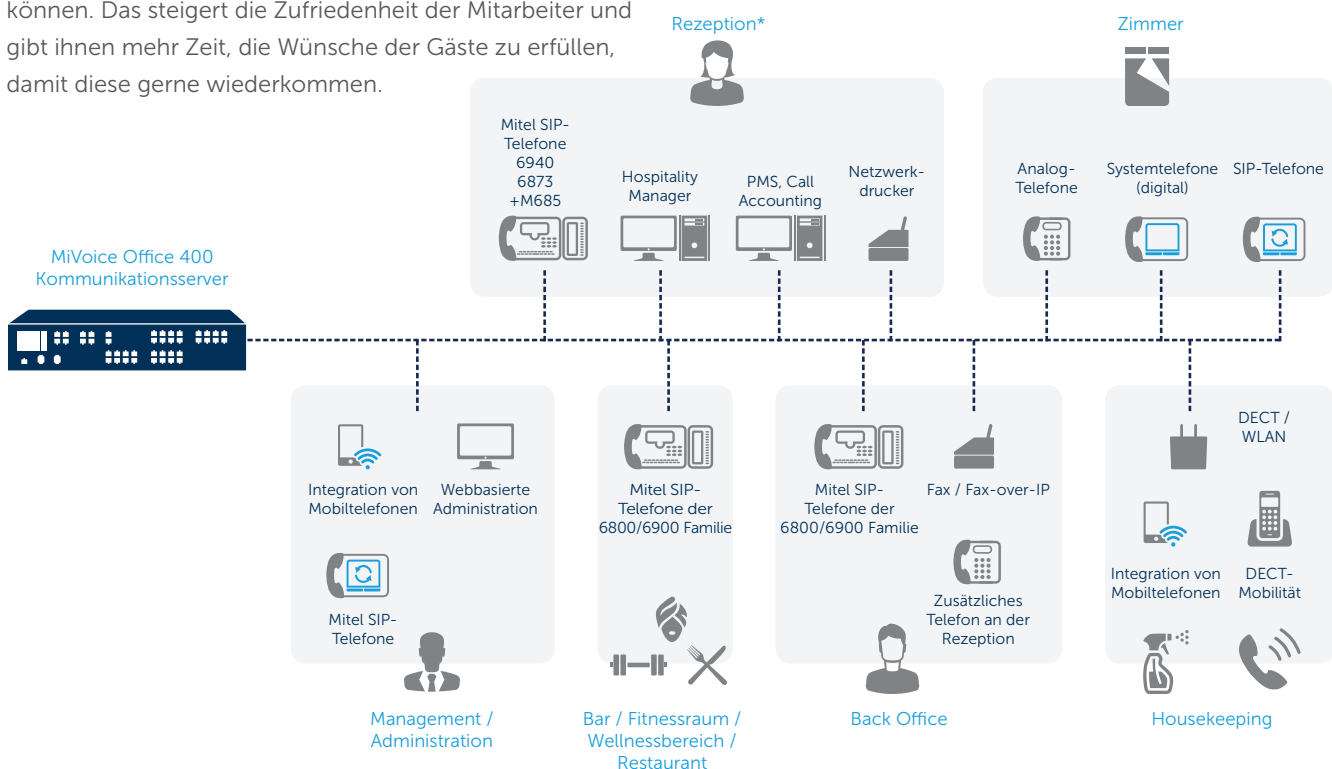 können. Das steigert die Zufriedenheit der Mitarbeiter und
gibt ihnen mehr Zeit, die Wünsche der Gäste zu erfüllen,
damit diese gerne wiederkommen.
Rezeption*
Mitel SIP-
Telefone
6940
6873
+M685
Hospitality
Manager
PMS, Call
Accounting
Netzwerk-
drucker
Zimmer
Analog-
Telefone
Systemtelefone
(digital)
SIP-Telefone
MiVoice Office 400
Kommunikationsserver
Integration von
Mobiltelefonen
Webbasierte
Administration
Mitel SIP-
Telefone
Management /
Administration
Mitel SIP-
Telefone der
6800/6900 Familie
Bar / Fitnessraum /
Wellnessbereich /
Restaurant
Mitel SIP-
Telefone der
6800/6900 Familie
Fax / Fax-over-IP
Zusätzliches
Telefon an der
Rezeption
Back Office
DECT /
WLAN
Integration von
Mobiltelefonen
DECT-
Mobilität
Housekeeping